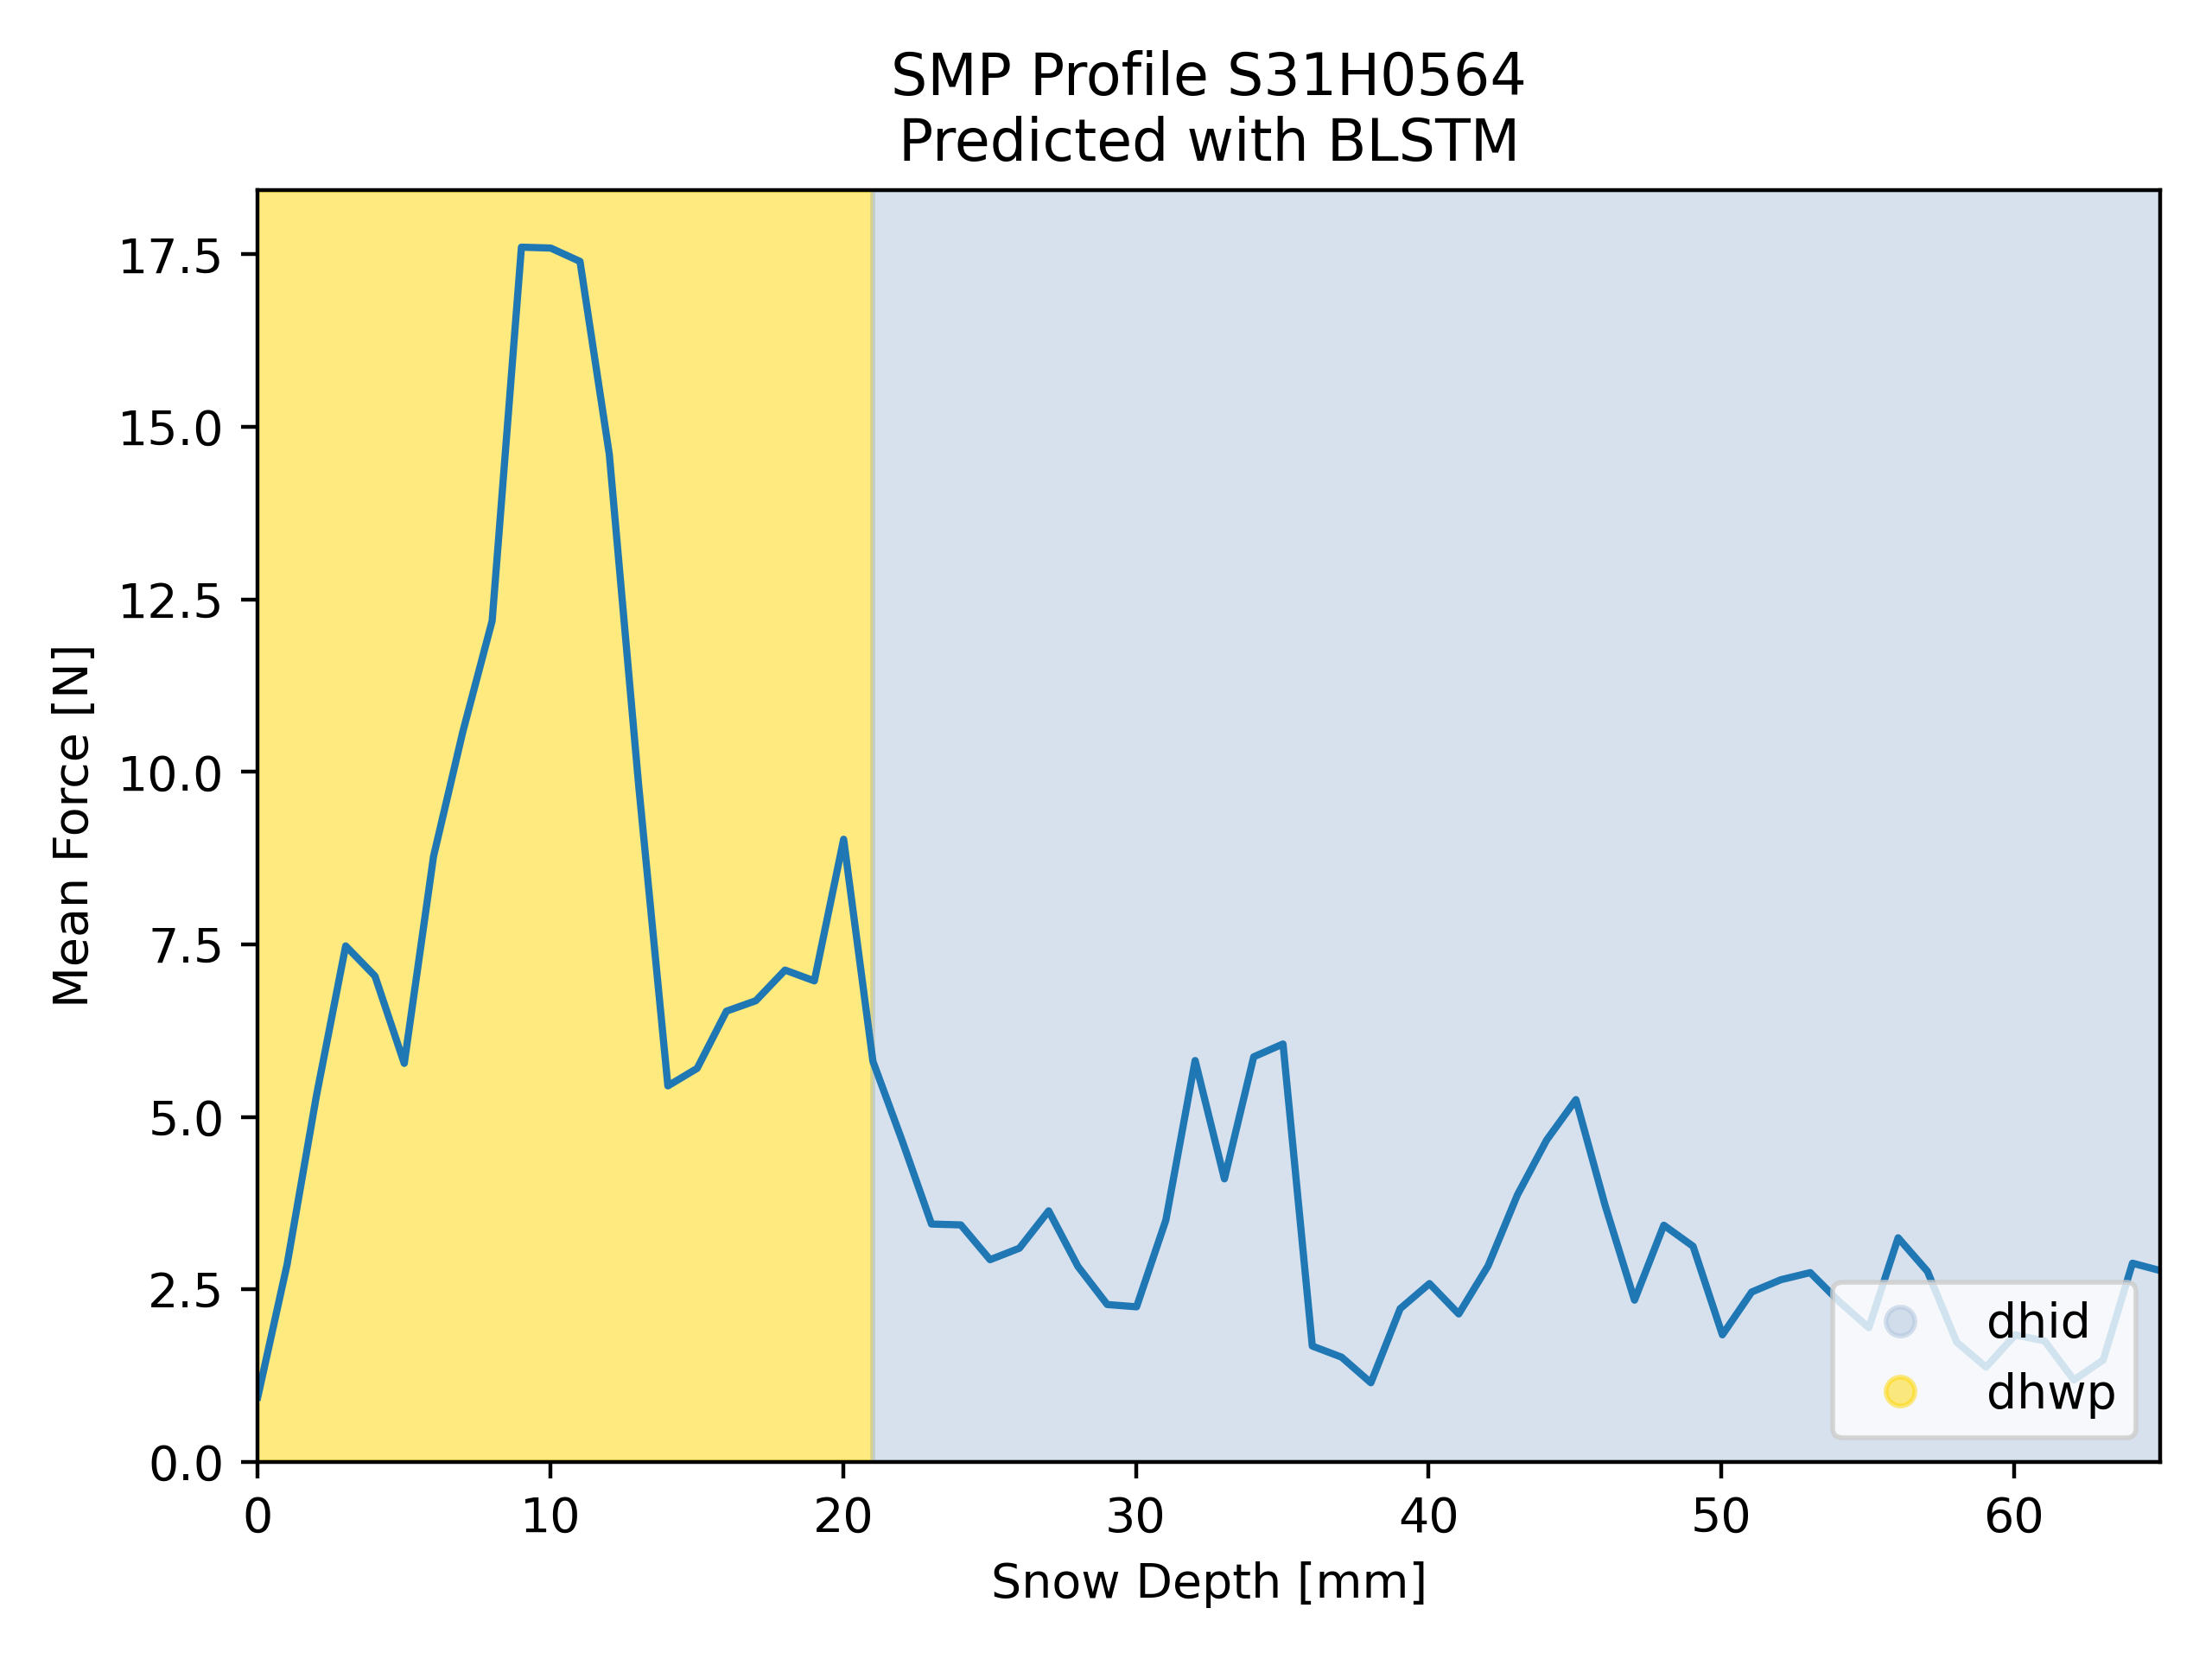 SMP Profile S31H0564
Predicted with BLSTM
17.5
15.0
12.5
10.0
7.5
5.0
2.5
0.0
Mean Force [N]
0 10 20 30 40 50 60
Snow Depth [mm]
dhid
dhwp